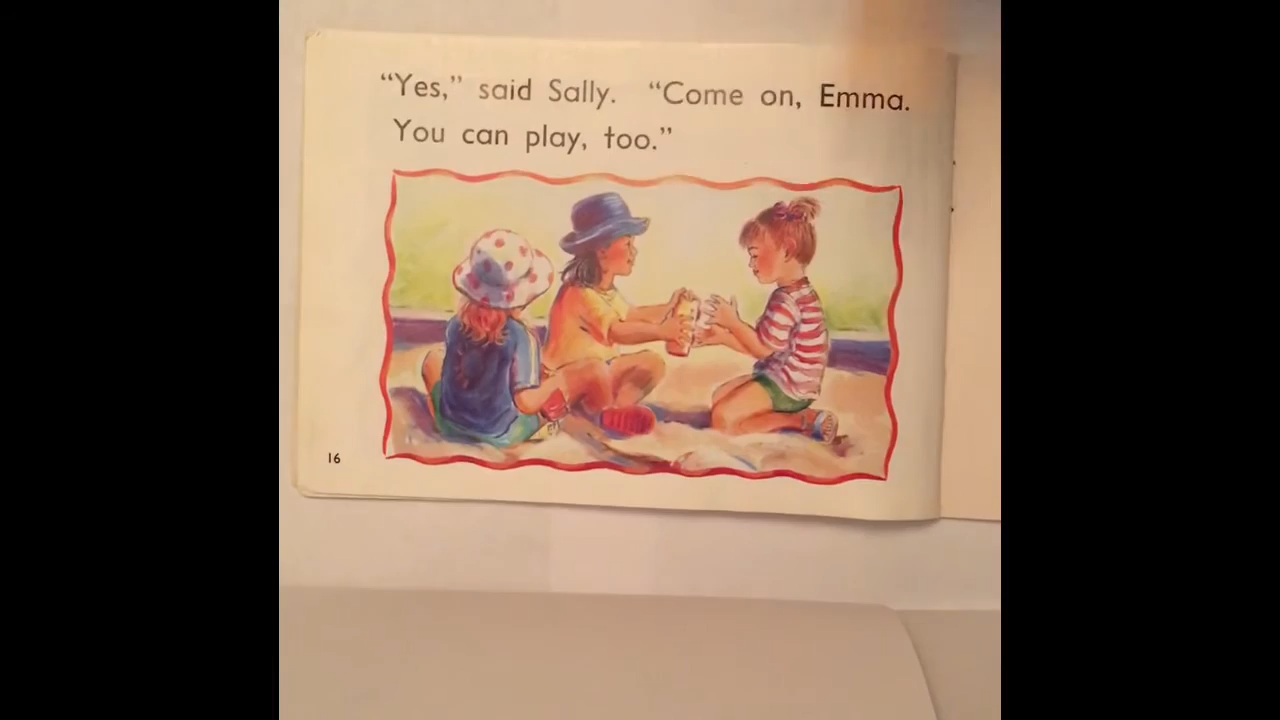 “Yes,” said Sally. “Come on, Emma.
You can play, too.”
16